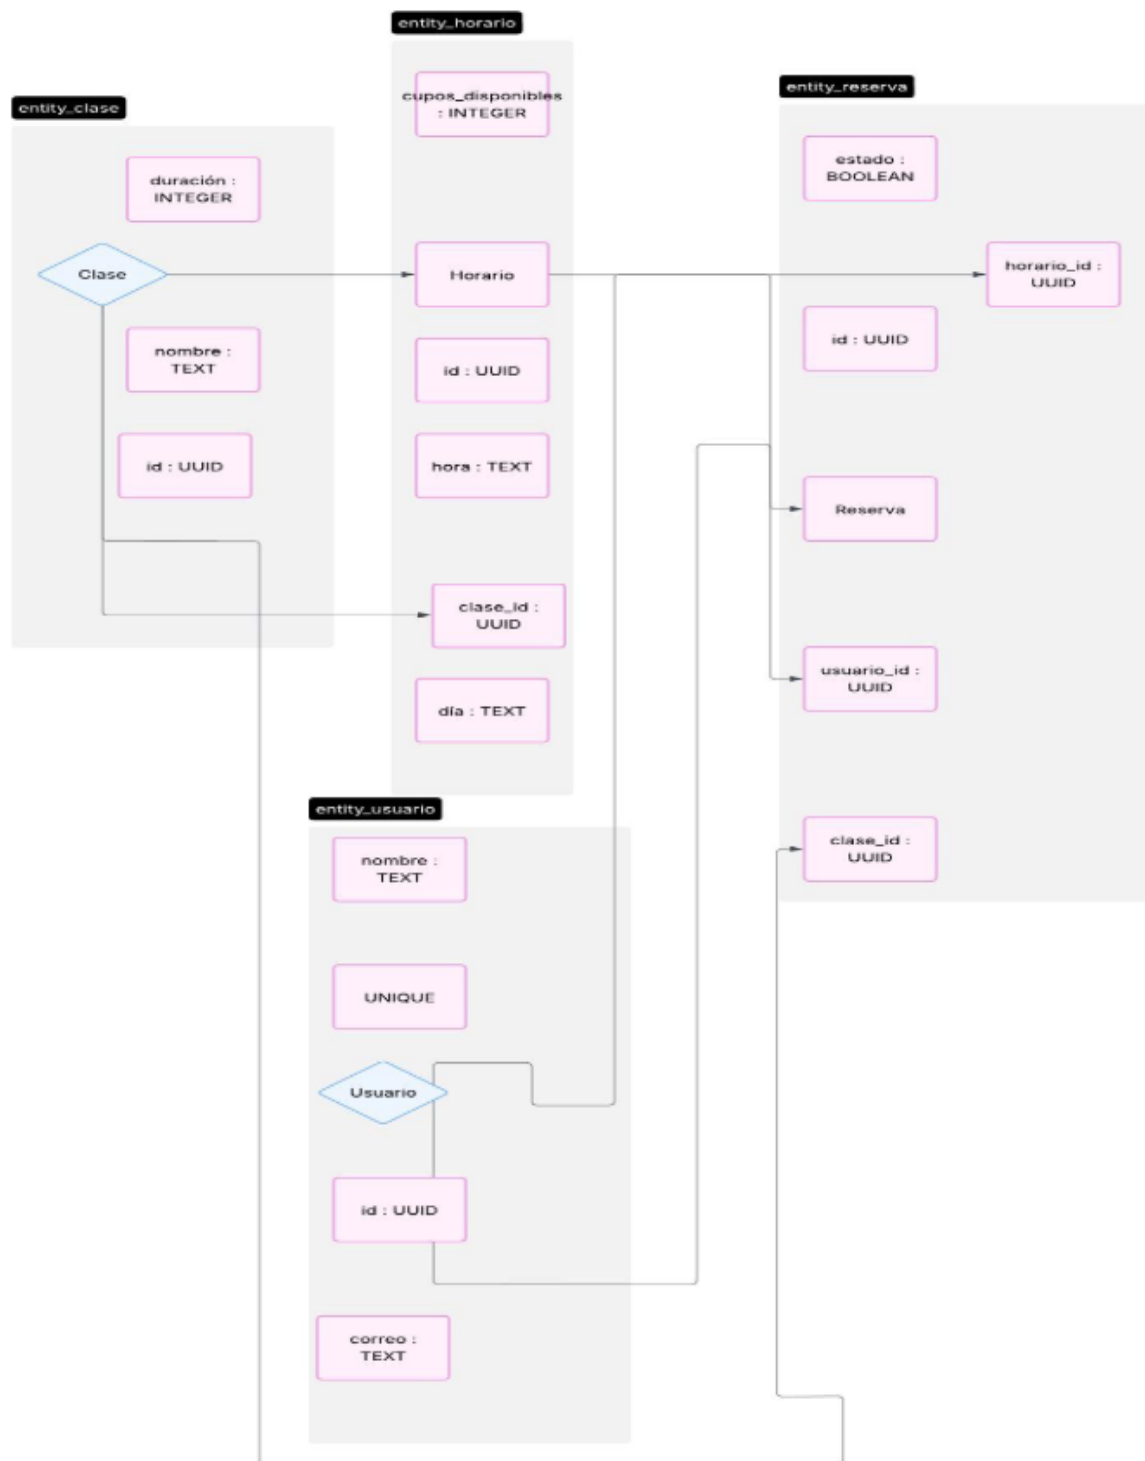 entity_clase
duración :
INTEGER
Clase
nombre :
TEXT
id : UUID
entity_horario
cupos_disponibles
: INTEGER
Horario
id : UUID
hora : TEXT
clase_id :
UUID
día : TEXT
entity_reserva
estado :
BOOLEAN
horario_id :
UUID
id : UUID
Reserva
usuario_id :
UUID
clase_id :
UUID
entity_usuario
nombre :
TEXT
UNIQUE
Usuario
id : UUID
correo :
TEXT